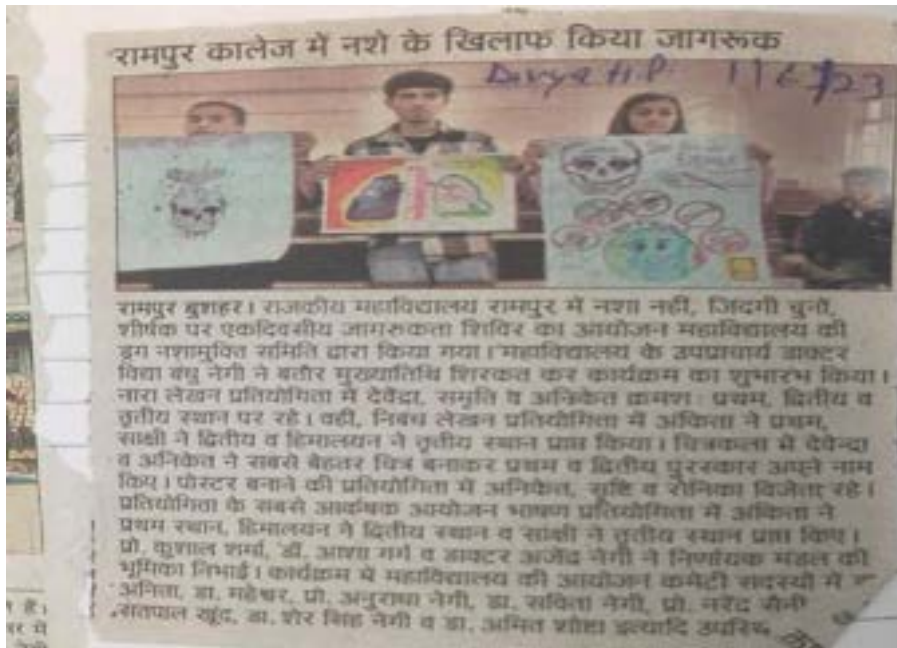 रामपुर कालेज में नशे के खिलाफ किया जागरूक
Divya H.P.
रामपुर बुशहर। राजकीय महाविद्यालय रामपुर में नशा नहीं, जिंदगी चुनो,
शीर्षक पर एकदिवसीय जागरुकता शिविर का आयोजन महाविद्यालय की
ड्रग नशामुक्ति समिति द्वारा किया गया। महाविद्यालय के उपप्राचार्य डाक्टर
विद्या बंधु नेगी ने बतौर मुख्यातिथि शिरकत कर कार्यक्रम का शुभारंभ किया।
नारा लेखन प्रतियोगिता में देवेंद्रा, समृति व अनिकेत क्रमशः प्रथम, द्वितीय व
तृतीय स्थान पर रहे। वहीं, निबंध लेखन प्रतियोगिता में अंकिता ने प्रथम,
साक्षी ने द्वितीय व हिमालयन ने तृतीय स्थान प्राप्त किया। चित्रकला में देवेन्द्रा
व अनिकेत ने सबसे बेहतर चित्र बनाकर प्रथम व द्वितीय पुरस्कार अपने नाम
किए। पोस्टर बनाने की प्रतियोगिता में अनिकेत, सृष्टि व रोनिका विजेता रहे।
प्रतियोगिता के सबसे आकर्षक आयोजन भाषण प्रतियोगिता में अंकिता ने
प्रथम स्थान, हिमालयन ने द्वितीय स्थान व साक्षी ने तृतीय स्थान प्राप्त किए।
प्रो. कुशाल शर्मा, डॉ. आशा गर्ग व डाक्टर अजेंद्र नेगी ने निर्णायक मंडल की
भूमिका निभाई। कार्यक्रम में महाविद्यालय की आयोजन कमेटी सदस्यों में
अनिता, डा. महेश्वर, प्रो. अनुराधा नेगी, डा. सविता नेगी, प्रो. नरेंद्र सैनी
सतपाल खूंद, डा. शेर सिंह नेगी व डा. अमित शोष्टा इत्यादि